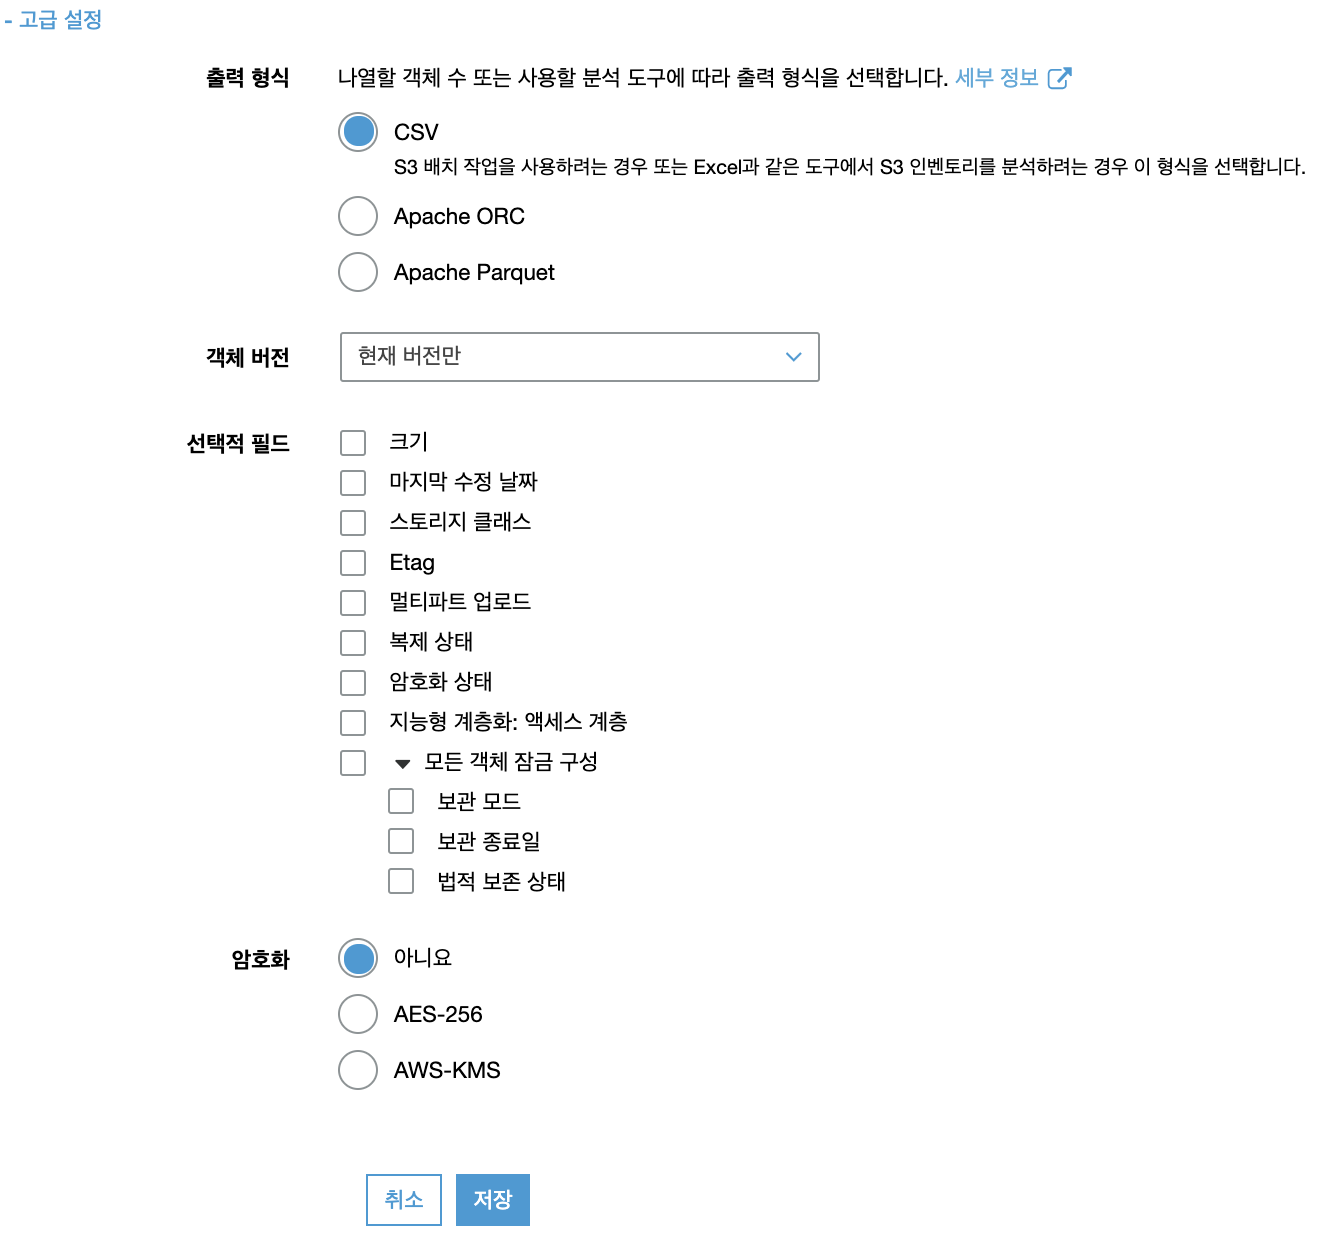 - 고급 설정
출력 형식 나열할 객체 수 또는 사용할 분석 도구에 따라 출력 형식을 선택합니다. 세부 정보
CSV
S3 배치 작업을 사용하려는 경우 또는 Excel과 같은 도구에서 S3 인벤토리를 분석하려는 경우 이 형식을 선택합니다.
Apache ORC
Apache Parquet
객체 버전 현재 버전만
선택적 필드 크기
마지막 수정 날짜
스토리지 클래스
Etag
멀티파트 업로드
복제 상태
암호화 상태
지능형 계층화: 액세스 계층
모든 객체 잠금 구성
보관 모드
보관 종료일
법적 보존 상태
암호화 아니요
AES-256
AWS-KMS
취소 저장